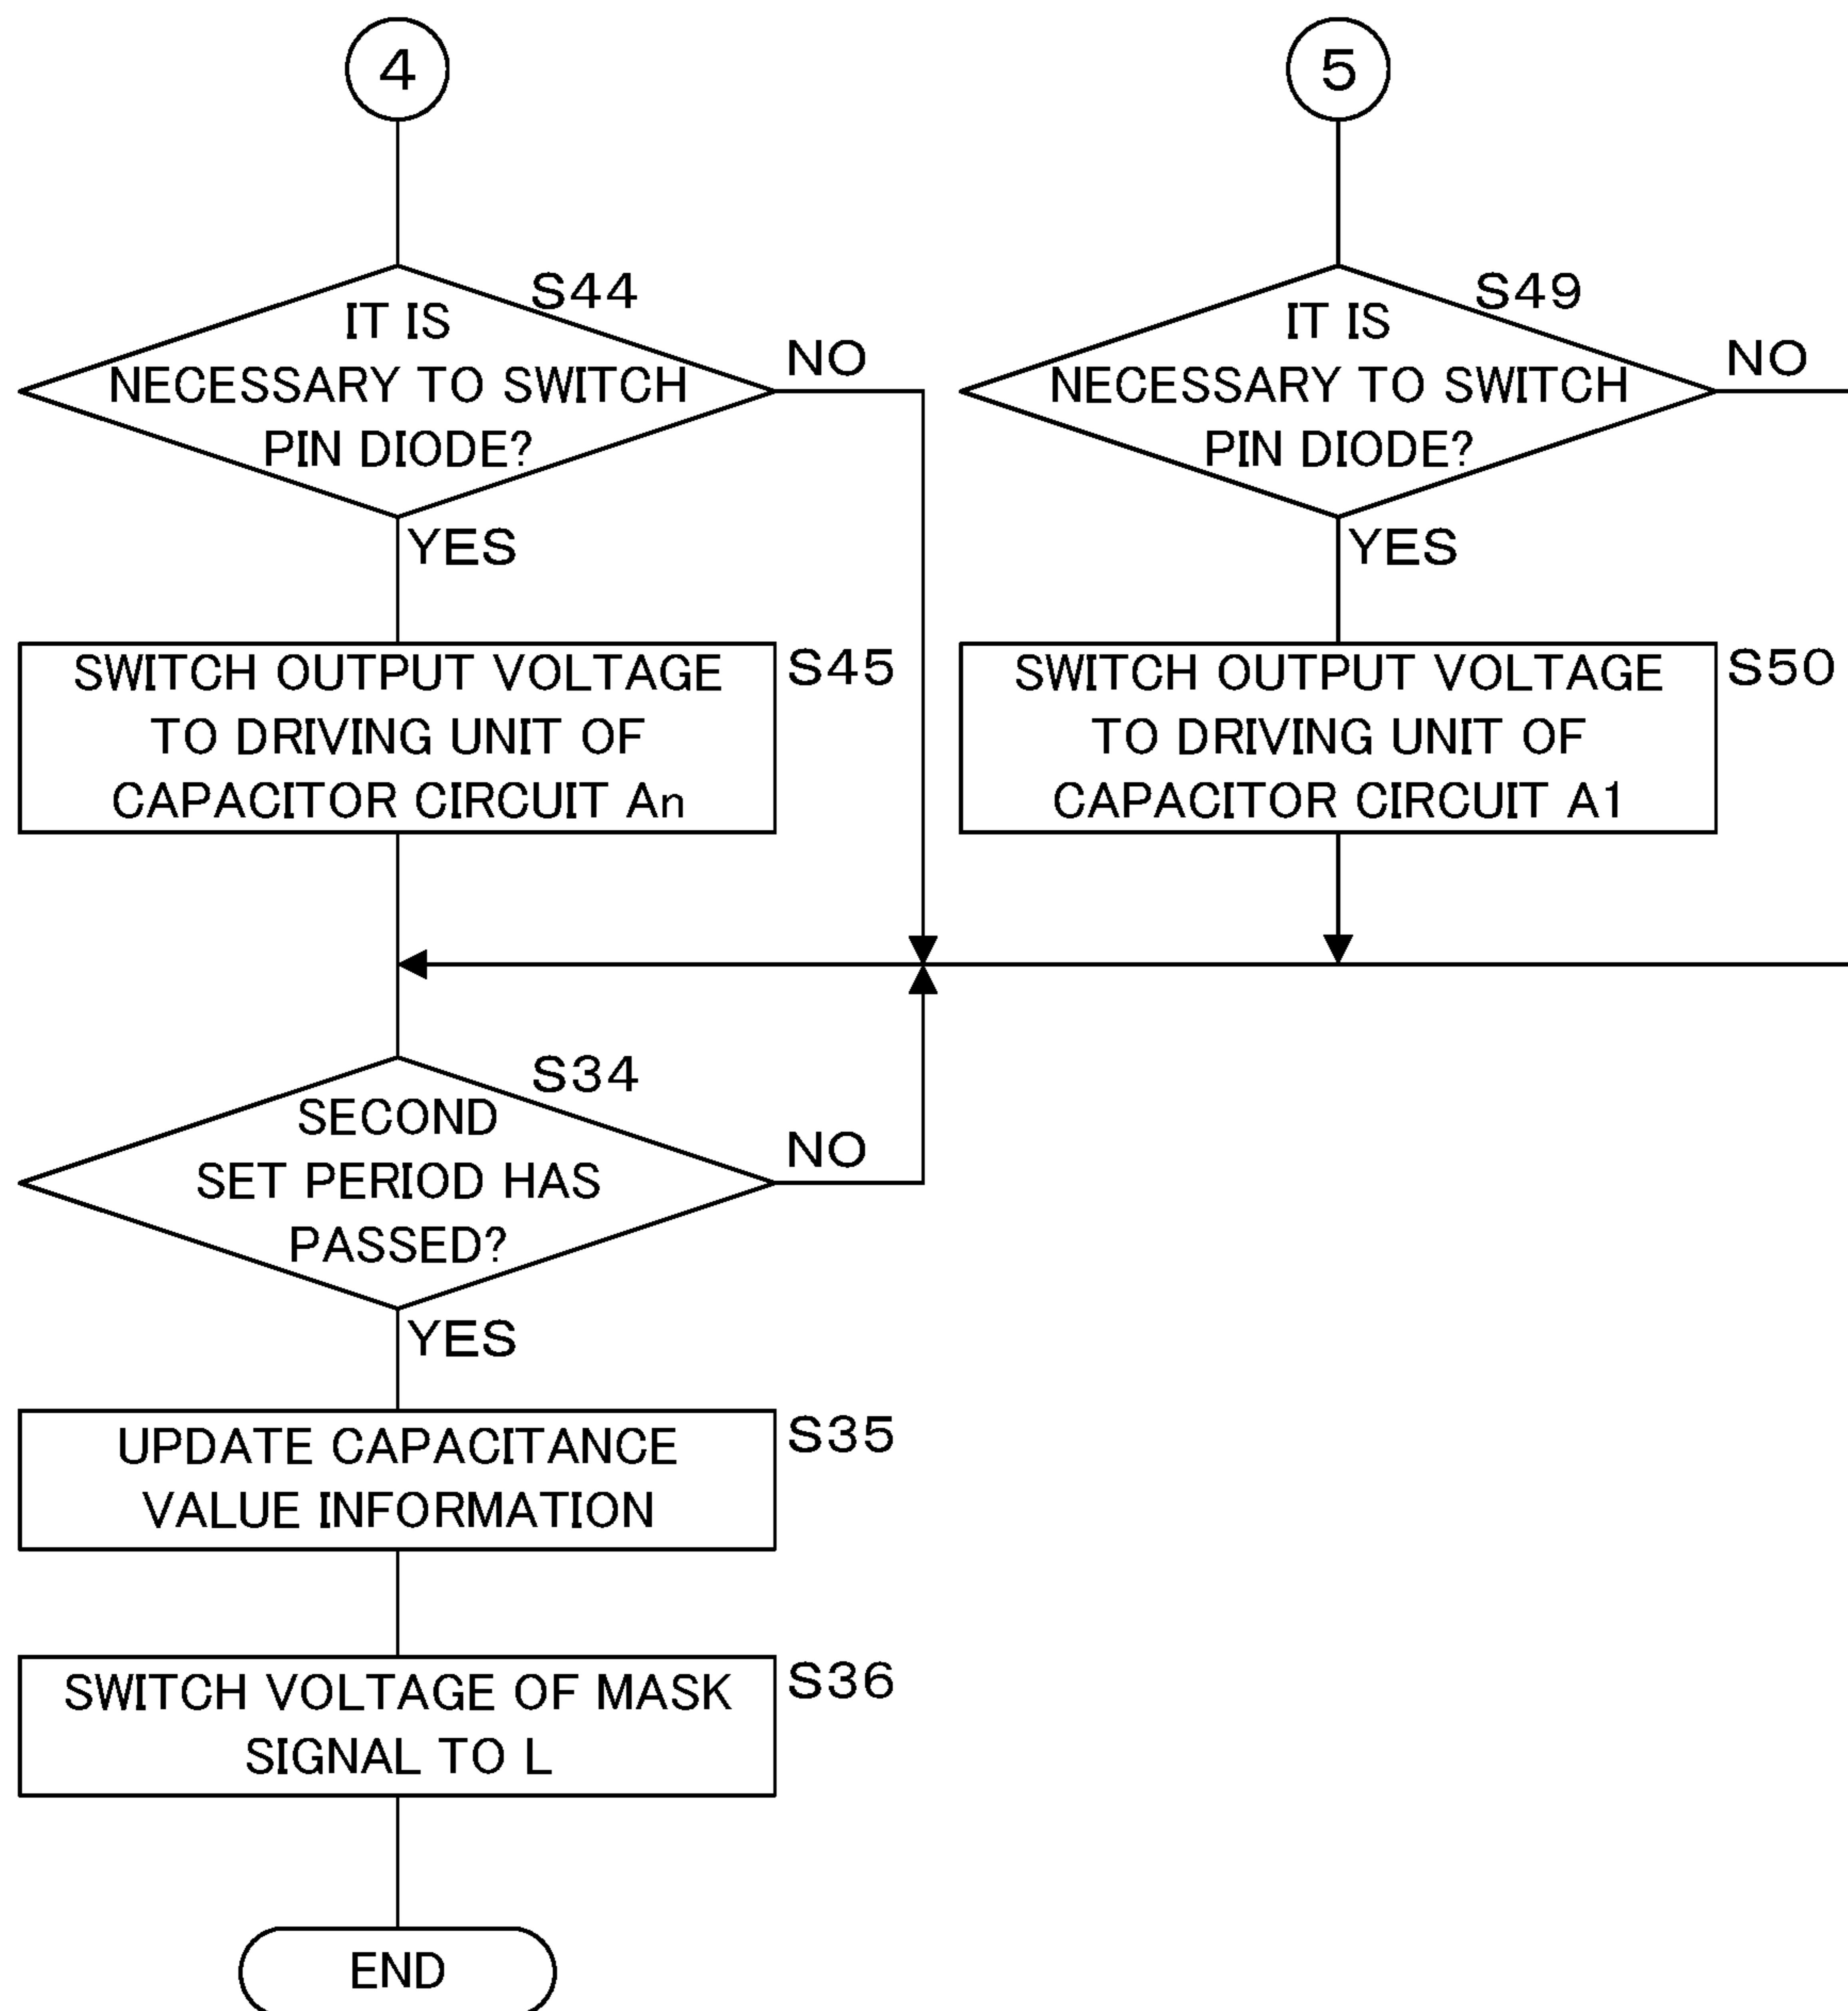 4
S44
IT IS
NECESSARY TO SWITCH
PIN DIODE?
NO
YES
SWITCH OUTPUT VOLTAGE
TO DRIVING UNIT OF
CAPACITOR CIRCUIT An
S45
5
S49
IT IS
NECESSARY TO SWITCH
PIN DIODE?
NO
YES
SWITCH OUTPUT VOLTAGE
TO DRIVING UNIT OF
CAPACITOR CIRCUIT A1
S50
S34
SECOND
SET PERIOD HAS
PASSED?
NO
YES
UPDATE CAPACITANCE
VALUE INFORMATION
S35
SWITCH VOLTAGE OF MASK
SIGNAL TO L
S36
END